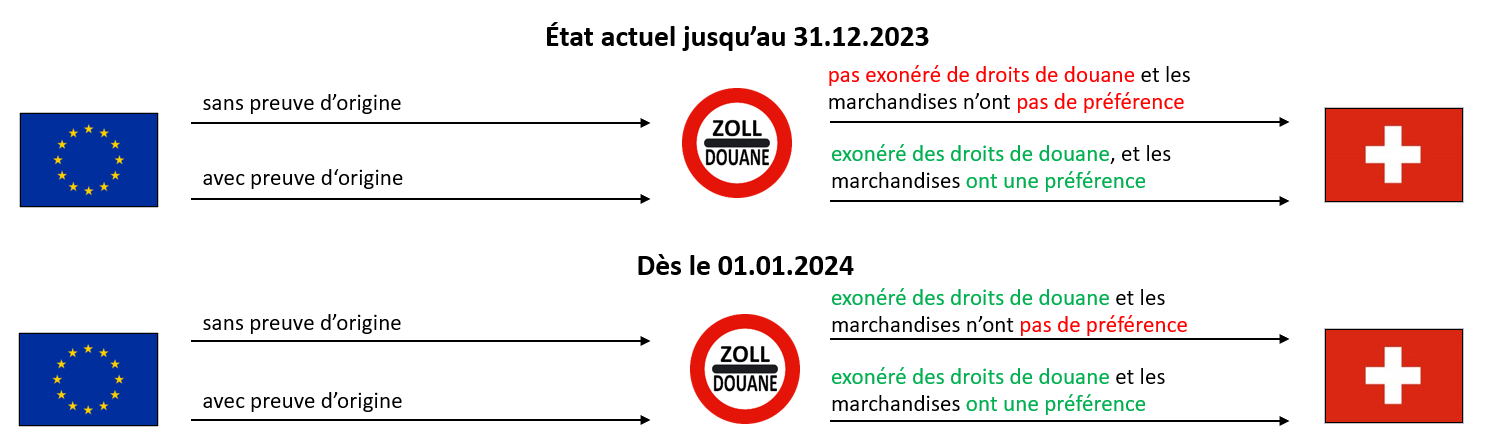 État actuel jusqu’au 31.12.2023
sans preuve d’origine
avec preuve d‘origine
ZOLL
DOUANE
pas exonéré de droits de douane et les
marchandises n’ont pas de préférence
exonéré des droits de douane, et les
marchandises ont une préférence
Dès le 01.01.2024
sans preuve d’origine
avec preuve d’origine
ZOLL
DOUANE
exonéré des droits de douane et les
marchandises n’ont pas de préférence
exonéré des droits de douane et les
marchandises ont une préférence